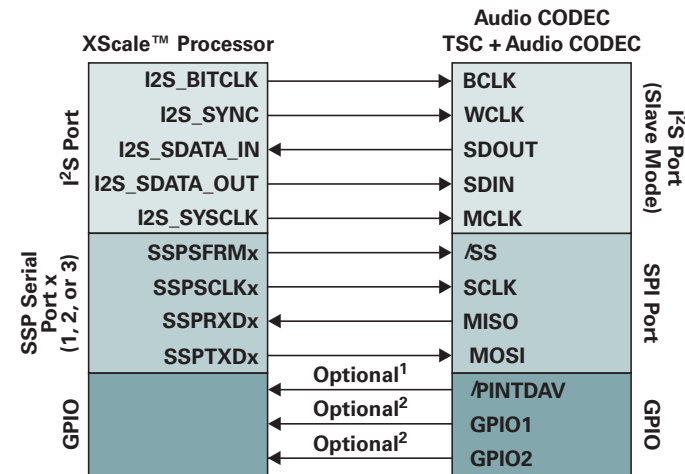 Audio CODEC
XScale™ Processor
TSC + Audio CODEC
I²S Port
I2S_BITCLK
BCLK
I2S_SYNC
WCLK
I2S_SDATA_IN
SDOUT
I2S_SDATA_OUT
SDIN
I2S_SYSCLK
MCLK
I²S Port
(Slave Mode)
SSP Serial
Port x
(1, 2, or 3)
SSPSFRMx
/SS
SSPSCLKx
SCLK
SSPRXDx
MISO
SSPTXDx
MOSI
SPI Port
GPIO
Optional¹
/PINTDAV
Optional²
GPIO1
Optional²
GPIO2
GPIO